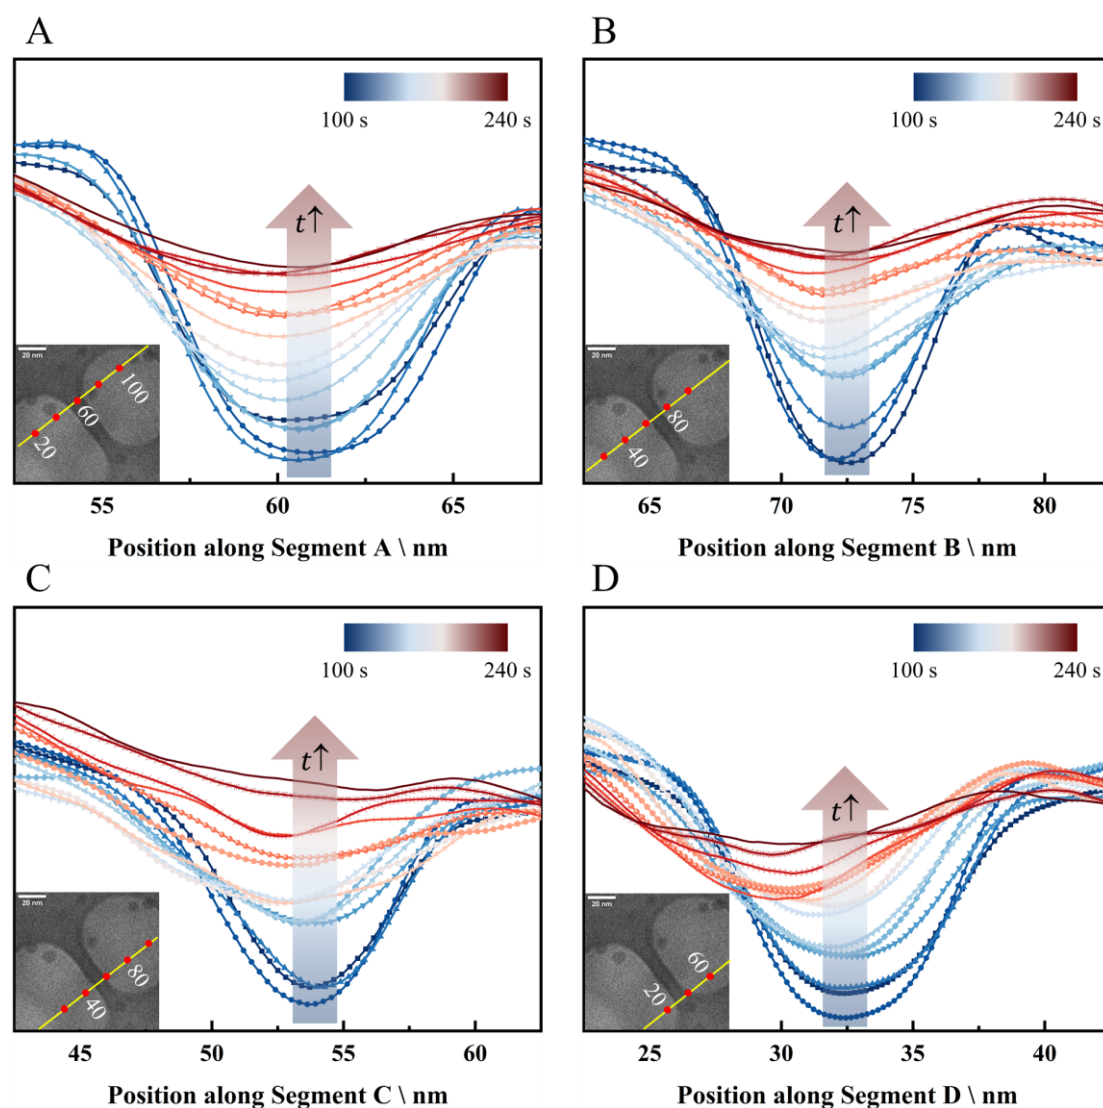 A
100 s
240 s
t↑
20 nm
20
60
100
55
60
65
Position along Segment A \ nm
B
100 s
240 s
t↑
20 nm
40
80
65
70
75
80
Position along Segment B \ nm
C
100 s
240 s
t↑
20 nm
40
80
45
50
55
60
Position along Segment C \ nm
D
100 s
240 s
t↑
20 nm
20
60
25
30
35
40
Position along Segment D \ nm